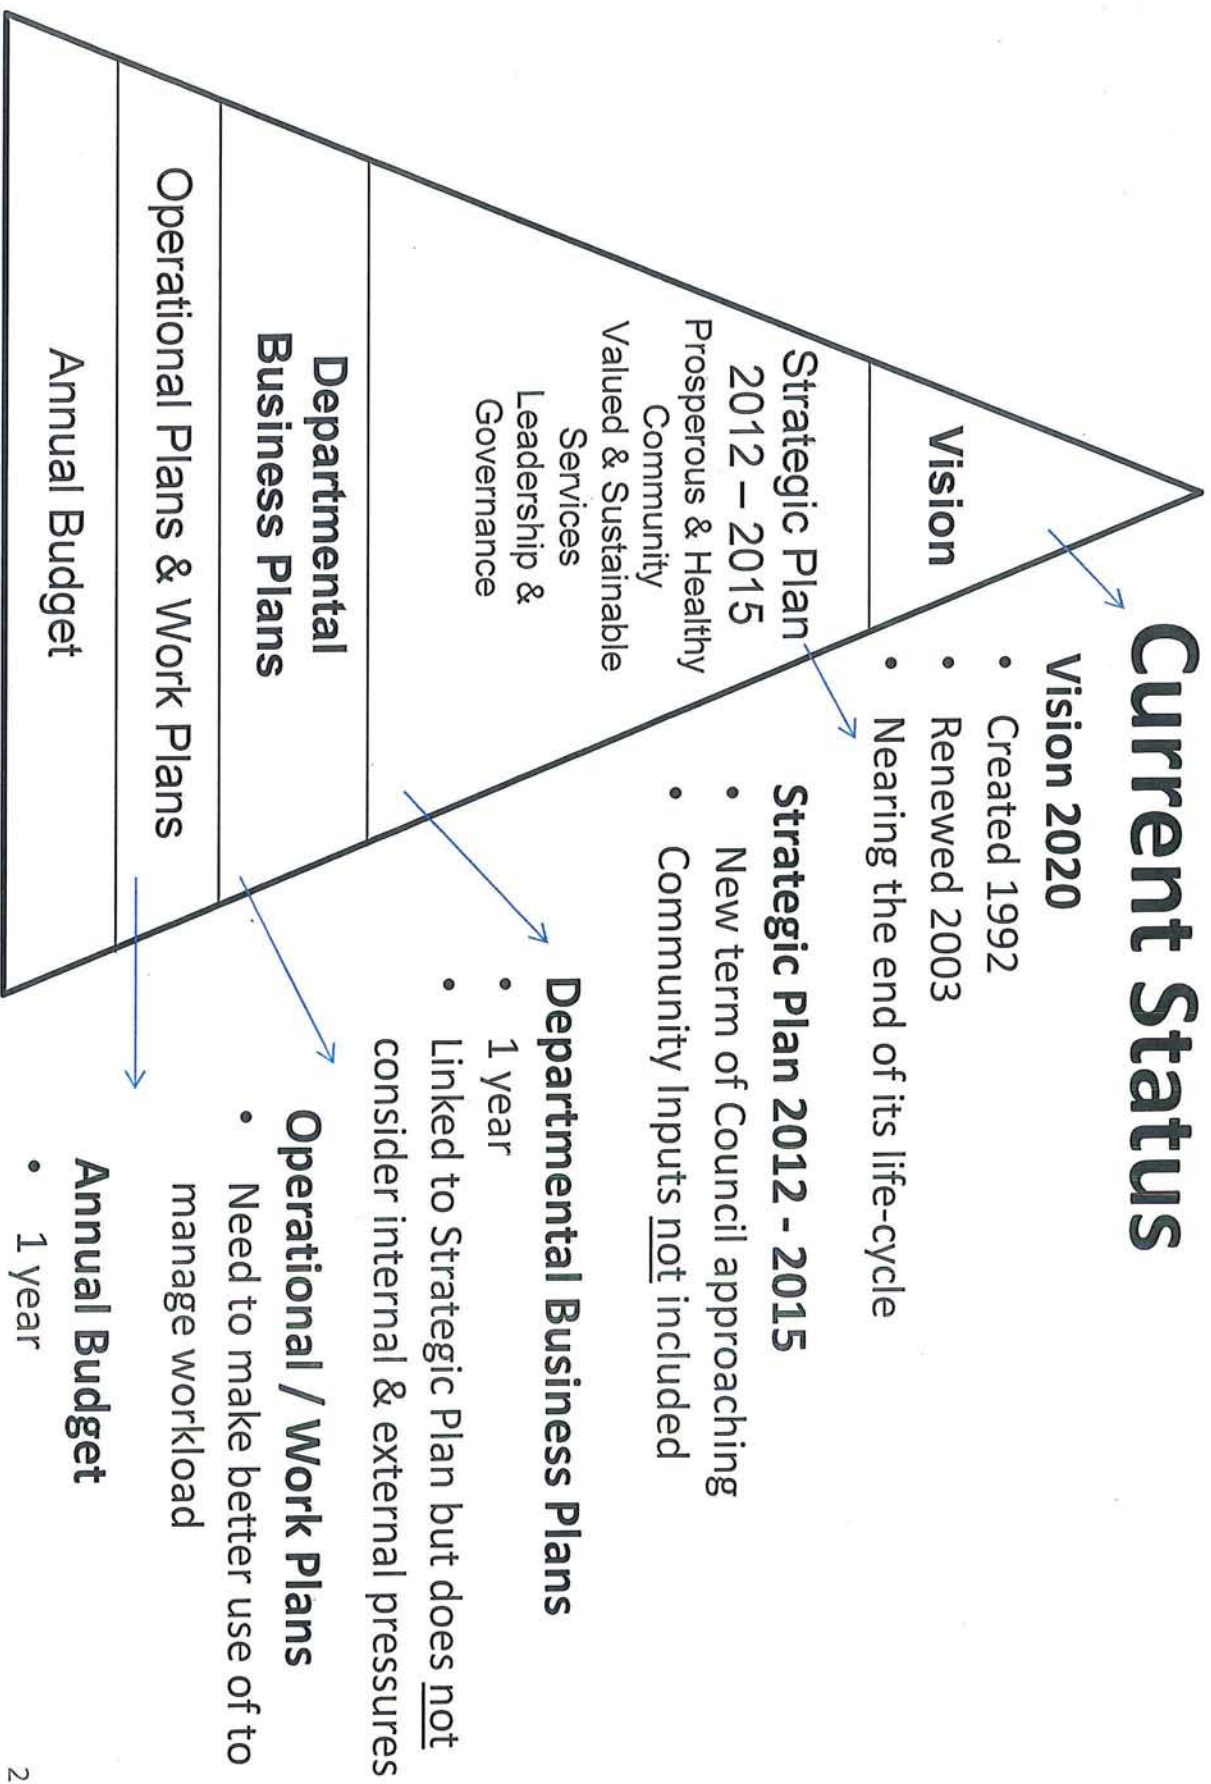 Current Status
Vision
Strategic Plan
2012 – 2015
Prosperous & Healthy
Community
Valued & Sustainable
Services
Leadership &
Governance
Departmental
Business Plans
Operational Plans & Work Plans
Annual Budget
Vision 2020
• Created 1992
• Renewed 2003
• Nearing the end of its life-cycle
Strategic Plan 2012 - 2015
• New term of Council approaching
• Community Inputs not included
Departmental Business Plans
• 1 year
• Linked to Strategic Plan but does not
consider internal & external pressures
Operational / Work Plans
• Need to make better use of to
manage workload
Annual Budget
• 1 year
2